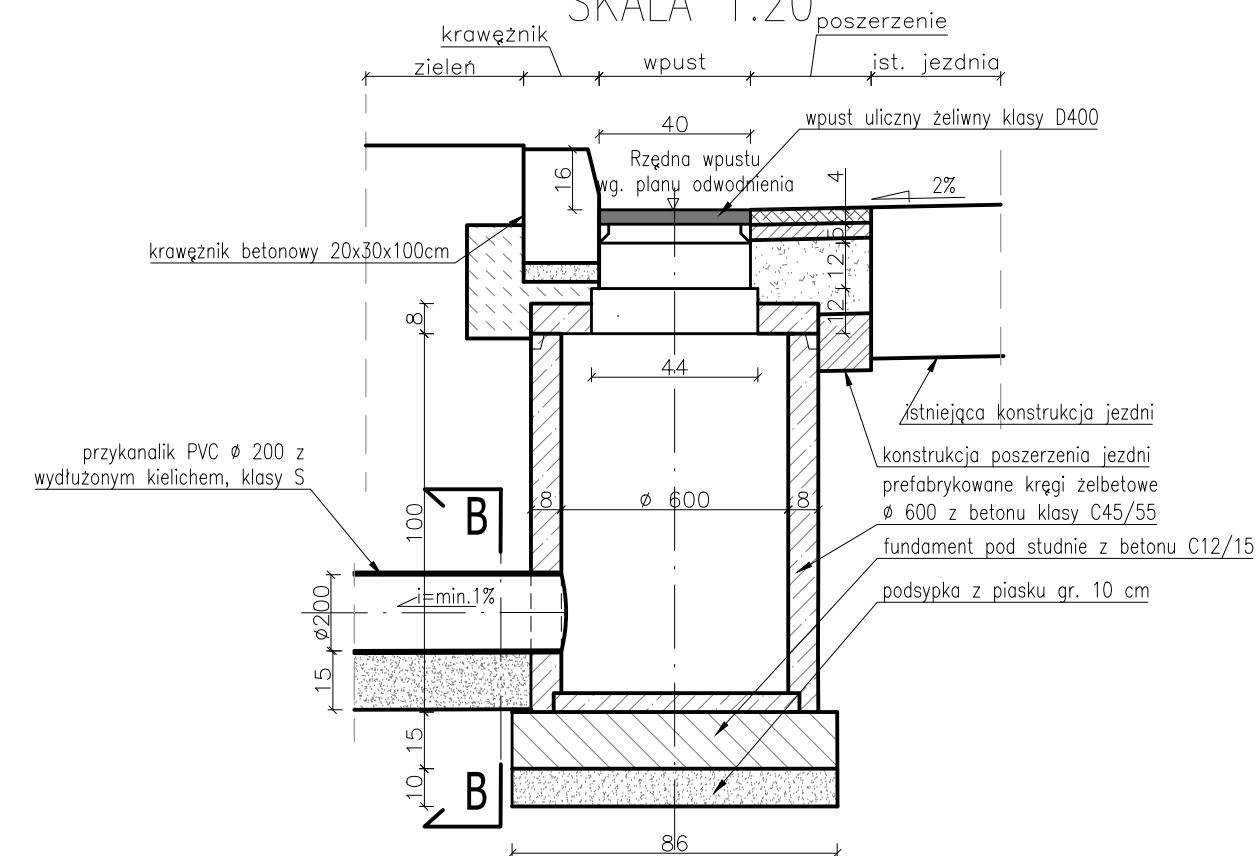 SKALA 1:20
krawężnik
poszerzenie
zieleń
wpust
ist. jezdnia
wpust uliczny żeliwny klasy D400
40
Rzędna wpustu
wg. planu odwodnienia
16
4
2%
krawężnik betonowy 20x30x100cm
5
12
12
8
44
istniejąca konstrukcja jezdni
przykanalik PVC ø 200 z
wydłużonym kielichem, klasy S
konstrukcja poszerzenia jezdni
prefabrykowane kręgi żelbetowe
ø 600 z betonu klasy C45/55
8
ø 600
8
100
B
fundament pod studnie z betonu C12/15
podsypka z piasku gr. 10 cm
i=min.1%
ø200
15
15
10
B
86